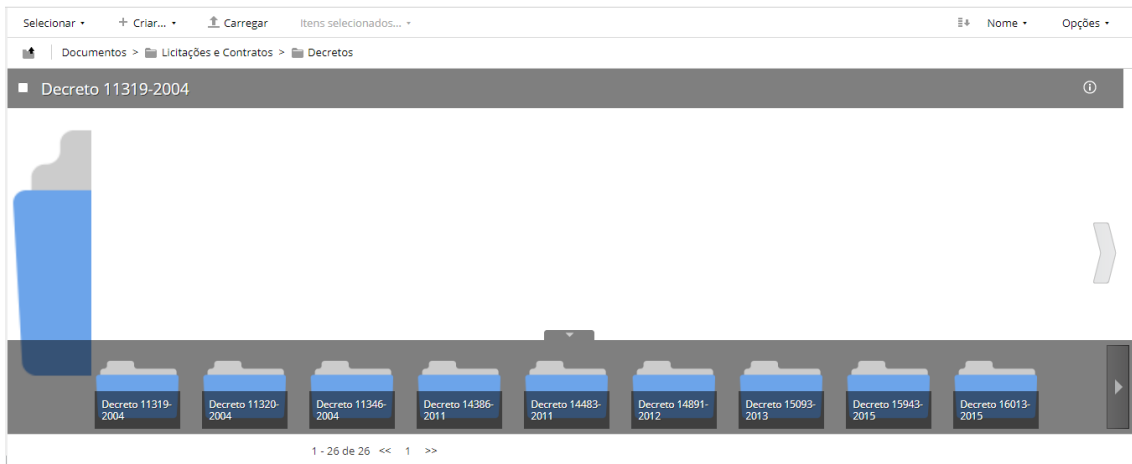 Selecionar Criar... Carregar Itens selecionados... Nome Opções
Documentos > Licitações e Contratos > Decretos
Decreto 11319-2004
Decreto 11319-
2004
Decreto 11320-
2004
Decreto 11346-
2004
Decreto 14386-
2011
Decreto 14483-
2011
Decreto 14891-
2012
Decreto 15093-
2013
Decreto 15943-
2015
Decreto 16013-
2015
1 - 26 de 26 << 1 >>